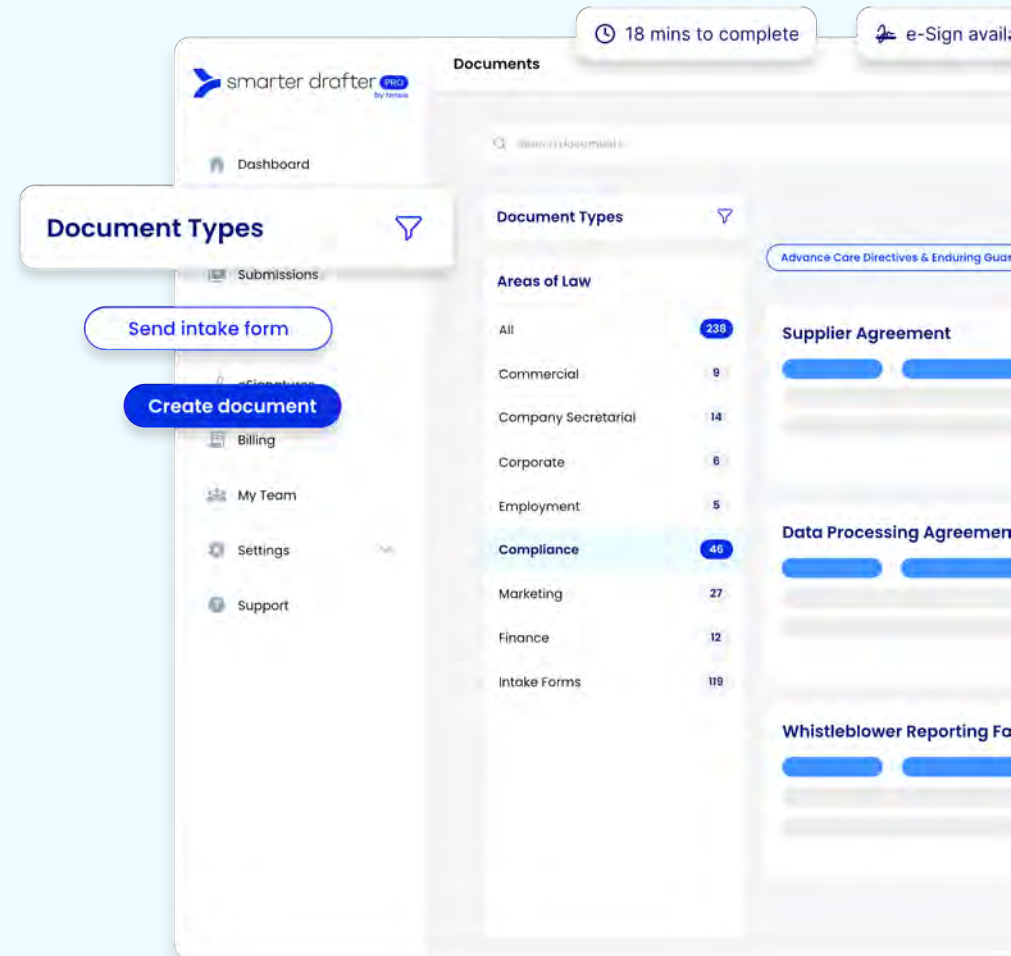 18 mins to complete
e-Sign avail
smarter drafter PRO
Documents
Dashboard
Document Types
Submissions
Send intake form
eSignatures
Create document
Billing
My Team
Settings
Support
Document Types
Areas of Law
All 238
Commercial 9
Company Secretarial 14
Corporate 6
Employment 5
Compliance 46
Marketing 27
Finance 12
Intake Forms 119
Advance Care Directives & Enduring Guar
Supplier Agreement
Data Processing Agreemen
Whistleblower Reporting Fa